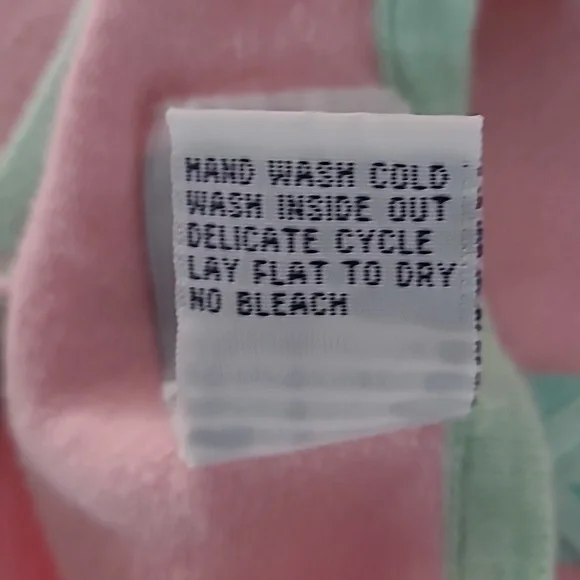 HAND WASH COLD
WASH INSIDE OUT
DELICATE CYCLE
LAY FLAT TO DRY
NO BLEACH